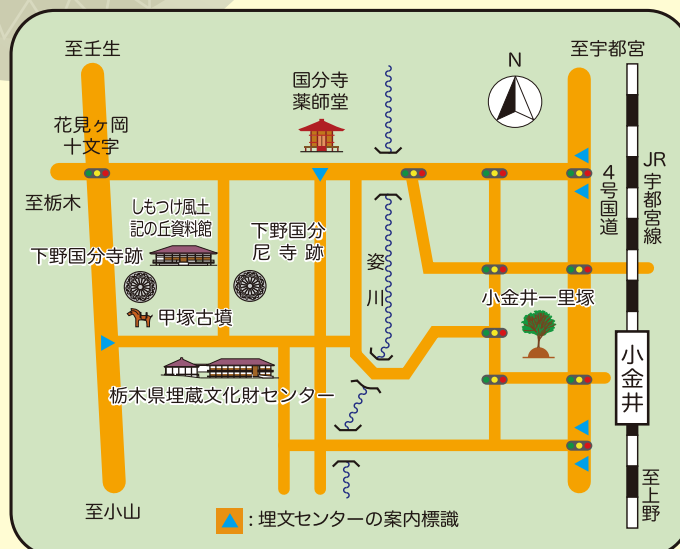 至壬生
至宇都宮
N
国分寺
薬師堂
花見ヶ岡
十文字
JR宇都宮線
4号国道
至栃木
しもつけ風土
記の丘資料館
下野国分
尼寺跡
下野国分寺跡
姿川
小金井一里塚
甲塚古墳
小金井
栃木県埋蔵文化財センター
至小山
至上野
:埋文センターの案内標識